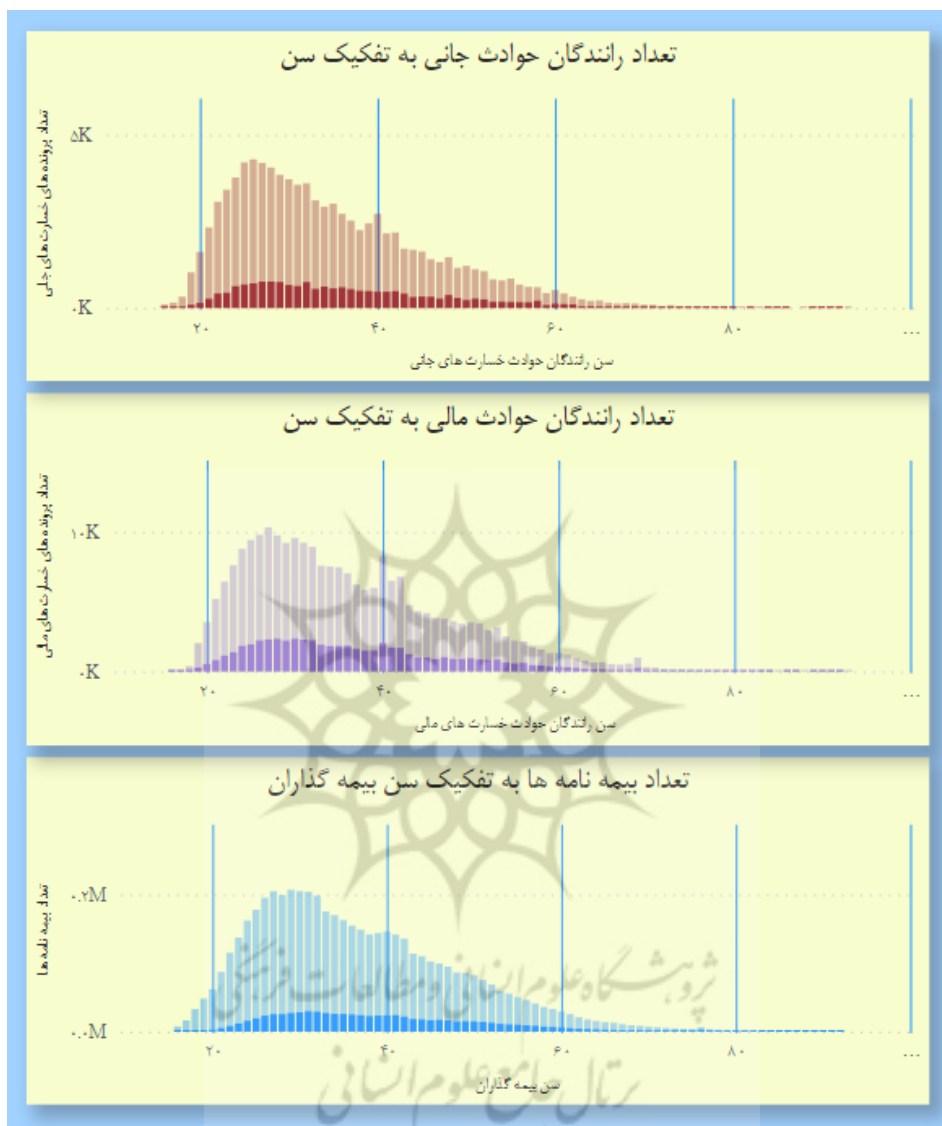 تعداد رانندگان حوادث جانی به تفکیک سن
تعداد پرونده های خسارت های جانی
۵K
۰K
۲۰ ۴۰ ۶۰ ۸۰ ...
سن رانندگان حوادث خسارت های جانی
تعداد رانندگان حوادث مالی به تفکیک سن
تعداد پرونده های خسارت های مالی
۱۰K
۰K
۲۰ ۴۰ ۶۰ ۸۰ ...
سن رانندگان حوادث خسارت های مالی
تعداد بیمه نامه ها به تفکیک سن بیمه گذاران
تعداد بیمه نامه ها
۰.۲M
۰.۰M
۲۰ ۴۰ ۶۰ ۸۰ ...
سن بیمه گذاران
پژوهشگاه علوم انسانی و مطالعات فرهنگی
پرتال جامع علوم انسانی